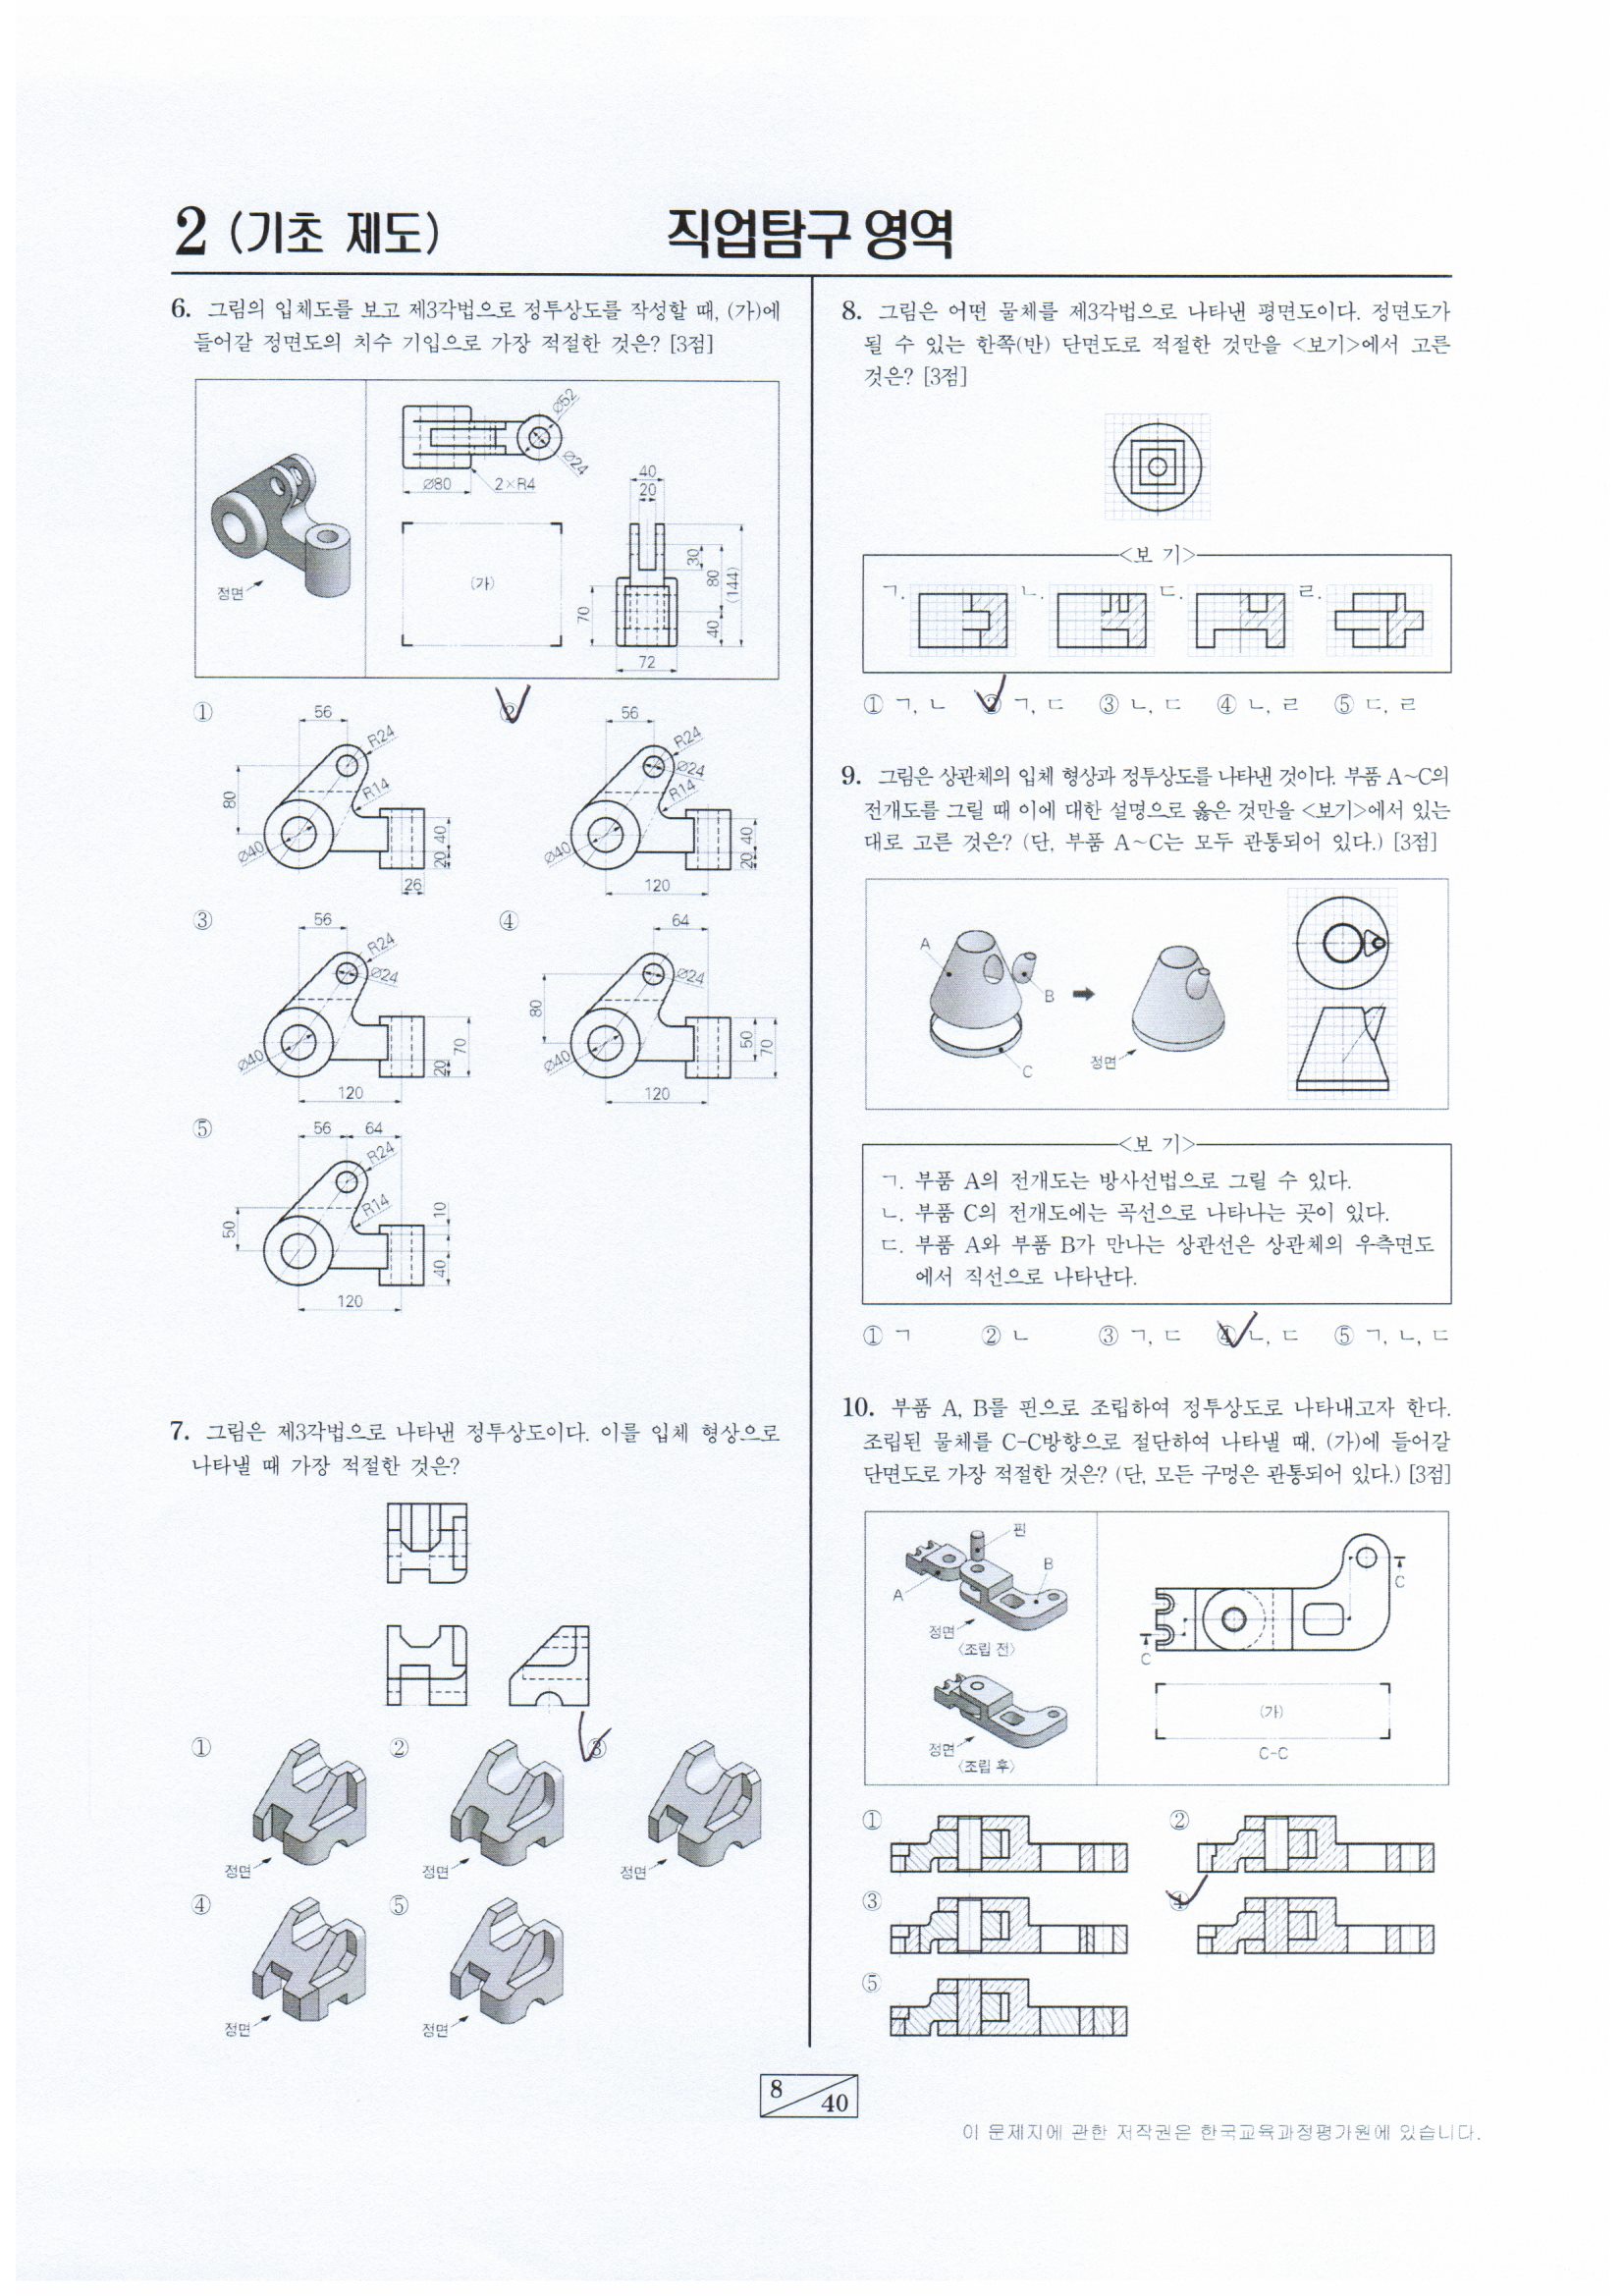 2 (기초 제도)
직업탐구 영역
6. 그림의 입체도를 보고 제3각법으로 정투상도를 작성할 때, (가)에
들어갈 정면도의 치수 기입으로 가장 적절한 것은? [3점]
정면
Ø52
Ø24
Ø80
2×R4
(가)
40
20
30
80
(144)
70
40
72
①
56
R24
R14
80
Ø40
40
20
26
②
56
R24
Ø24
R14
Ø40
40
20
120
③
56
R24
Ø24
Ø40
70
20
120
④
64
Ø24
80
Ø40
50
70
120
⑤
56 64
R24
R14
50
10
40
120
7. 그림은 제3각법으로 나타낸 정투상도이다. 이를 입체 형상으로
나타낼 때 가장 적절한 것은?
① ② ③
정면 정면 정면
④ ⑤
정면 정면
8. 그림은 어떤 물체를 제3각법으로 나타낸 평면도이다. 정면도가
될 수 있는 한쪽(반) 단면도로 적절한 것만을 <보기>에서 고른
것은? [3점]
<보 기>
ㄱ. ㄴ. ㄷ. ㄹ.
① ㄱ, ㄴ ② ㄱ, ㄷ ③ ㄴ, ㄷ ④ ㄴ, ㄹ ⑤ ㄷ, ㄹ
9. 그림은 상관체의 입체 형상과 정투상도를 나타낸 것이다. 부품 A~C의
전개도를 그릴 때 이에 대한 설명으로 옳은 것만을 <보기>에서 있는
대로 고른 것은? (단, 부품 A~C는 모두 관통되어 있다.) [3점]
A
B
C
정면
<보 기>
ㄱ. 부품 A의 전개도는 방사선법으로 그릴 수 있다.
ㄴ. 부품 C의 전개도에는 곡선으로 나타나는 곳이 있다.
ㄷ. 부품 A와 부품 B가 만나는 상관선은 상관체의 우측면도
에서 직선으로 나타난다.
① ㄱ ② ㄴ ③ ㄱ, ㄷ ④ ㄴ, ㄷ ⑤ ㄱ, ㄴ, ㄷ
10. 부품 A, B를 핀으로 조립하여 정투상도로 나타내고자 한다.
조립된 물체를 C-C방향으로 절단하여 나타낼 때, (가)에 들어갈
단면도로 가장 적절한 것은? (단, 모든 구멍은 관통되어 있다.) [3점]
핀
B
A
정면
<조립 전>
정면
<조립 후>
C
C
(가)
C-C
① ②
③ ④
⑤
8
40
이 문제지에 관한 저작권은 한국교육과정평가원에 있습니다.